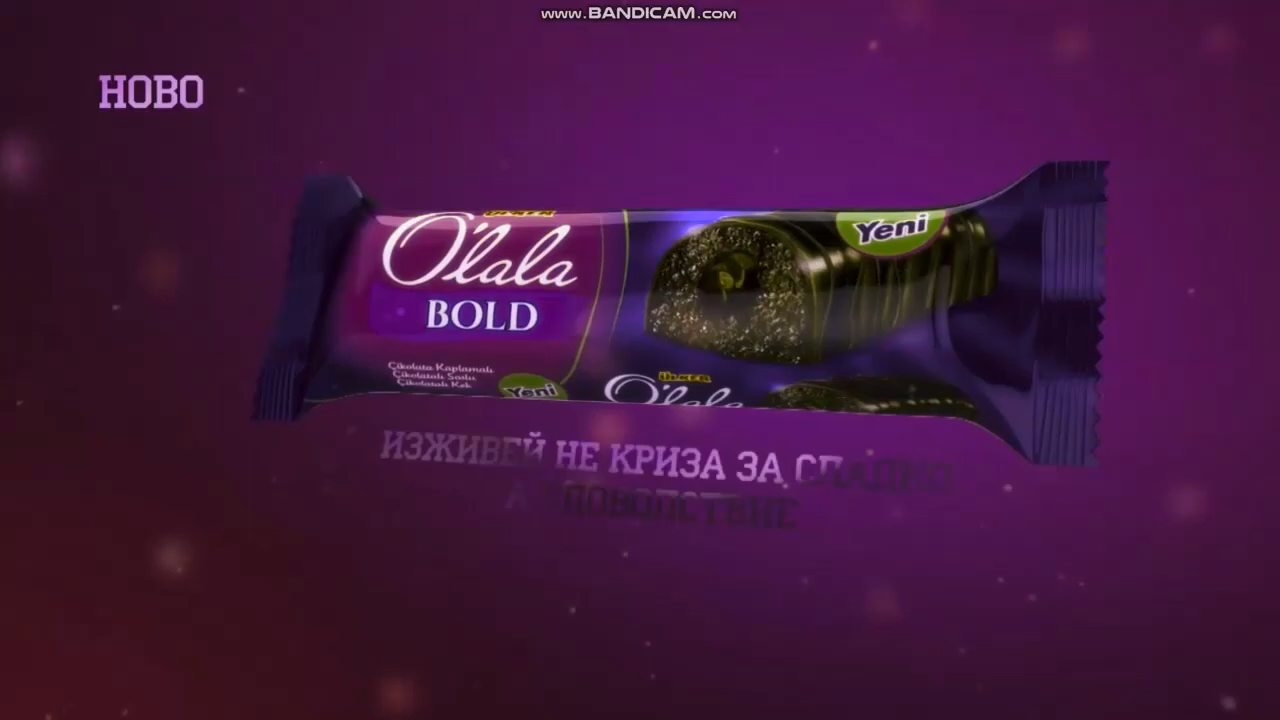 www.BANDICAM.com
НОВО
ÜLKER
O'lala
BOLD
Yeni
Çikolata Kaplamalı
Çikolatalı Soslu
Çikolatalı Kek
Yeni
ÜLKER
O'lala
ИЗЖИВЕЙ НЕ КРИЗА ЗА СЛАДКО
А УДОВОЛСТВИЕ